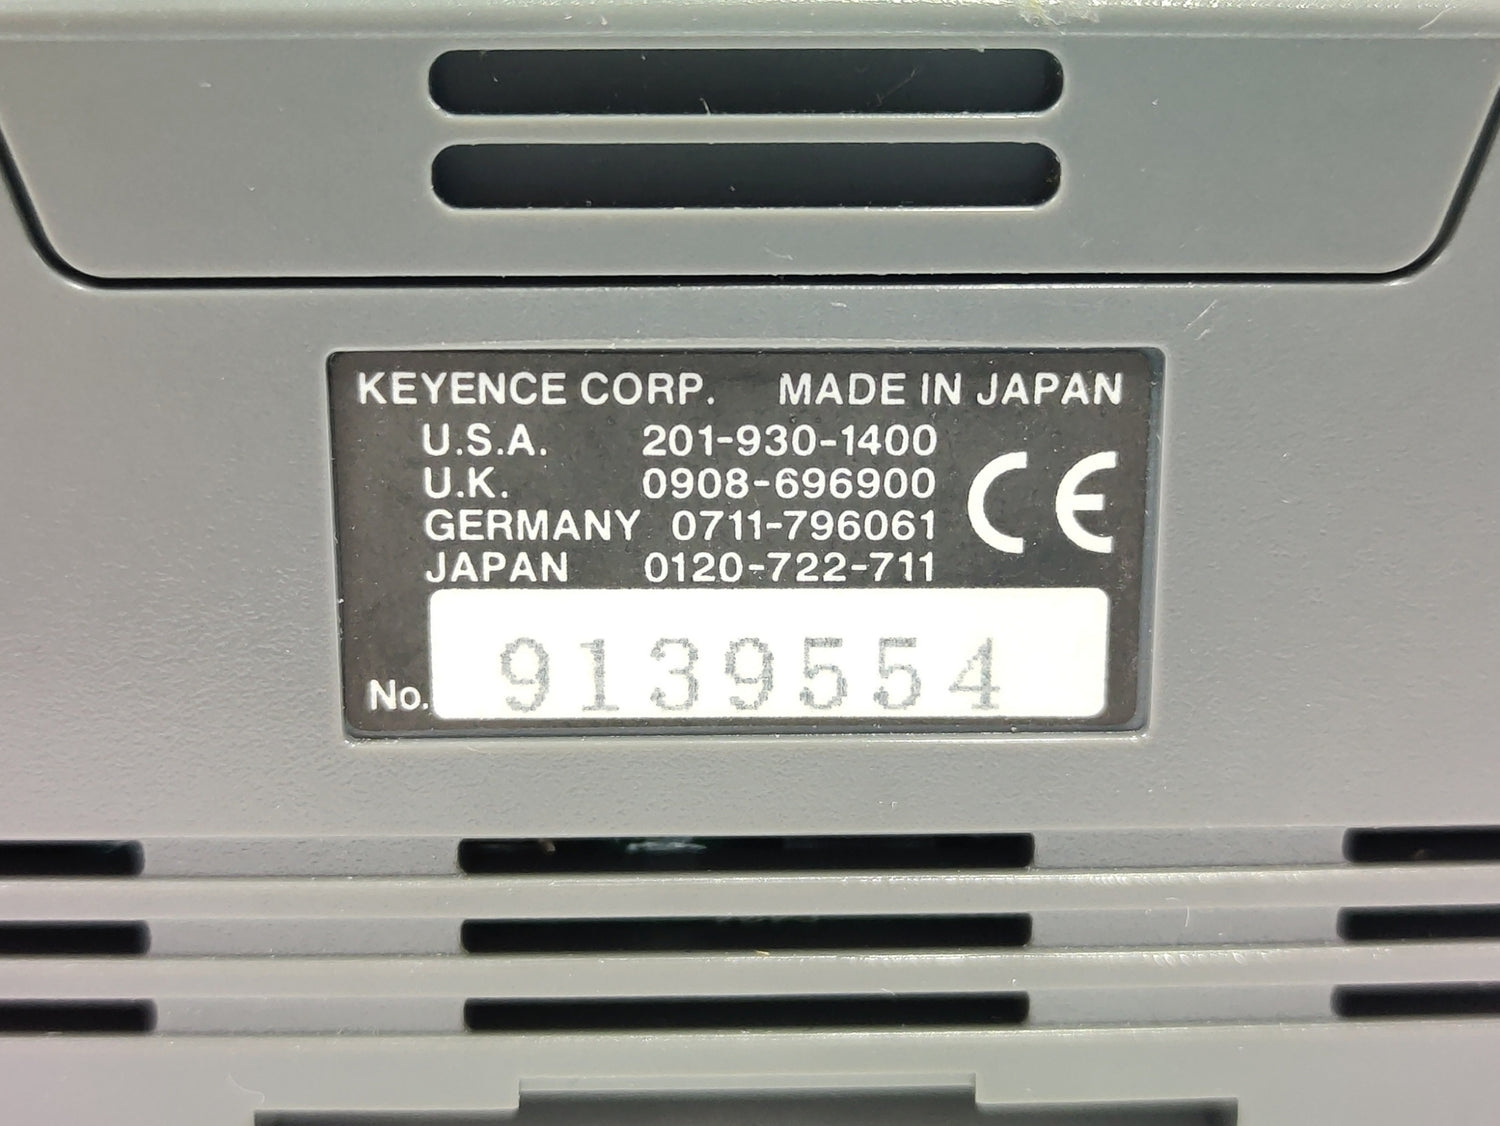 KEYENCE CORP. MADE IN JAPAN
U.S.A. 201-930-1400
U.K. 0908-696900
GERMANY 0711-796061
JAPAN 0120-722-711
CE
No. 9139554